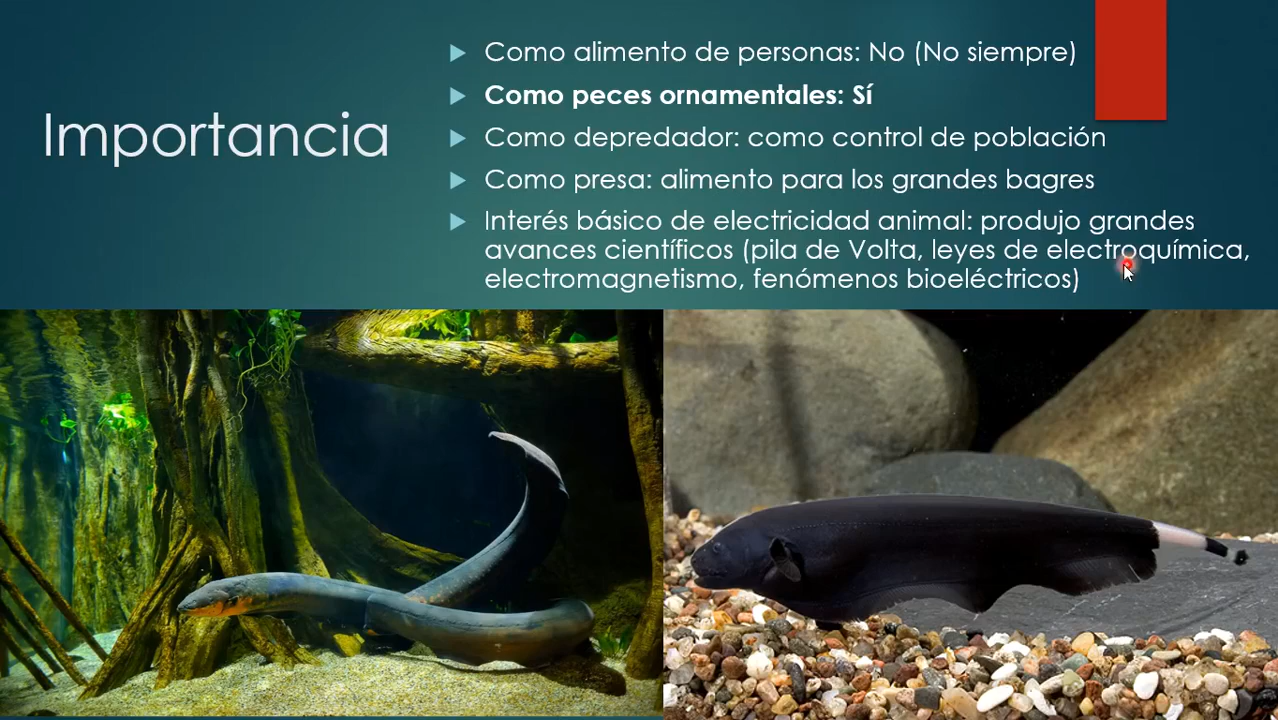 Importancia
Como alimento de personas: No (No siempre)
Como peces ornamentales: Sí
Como depredador: como control de población
Como presa: alimento para los grandes bagres
Interés básico de electricidad animal: produjo grandes
avances científicos (pila de Volta, leyes de electroquímica,
electromagnetismo, fenómenos bioeléctricos)